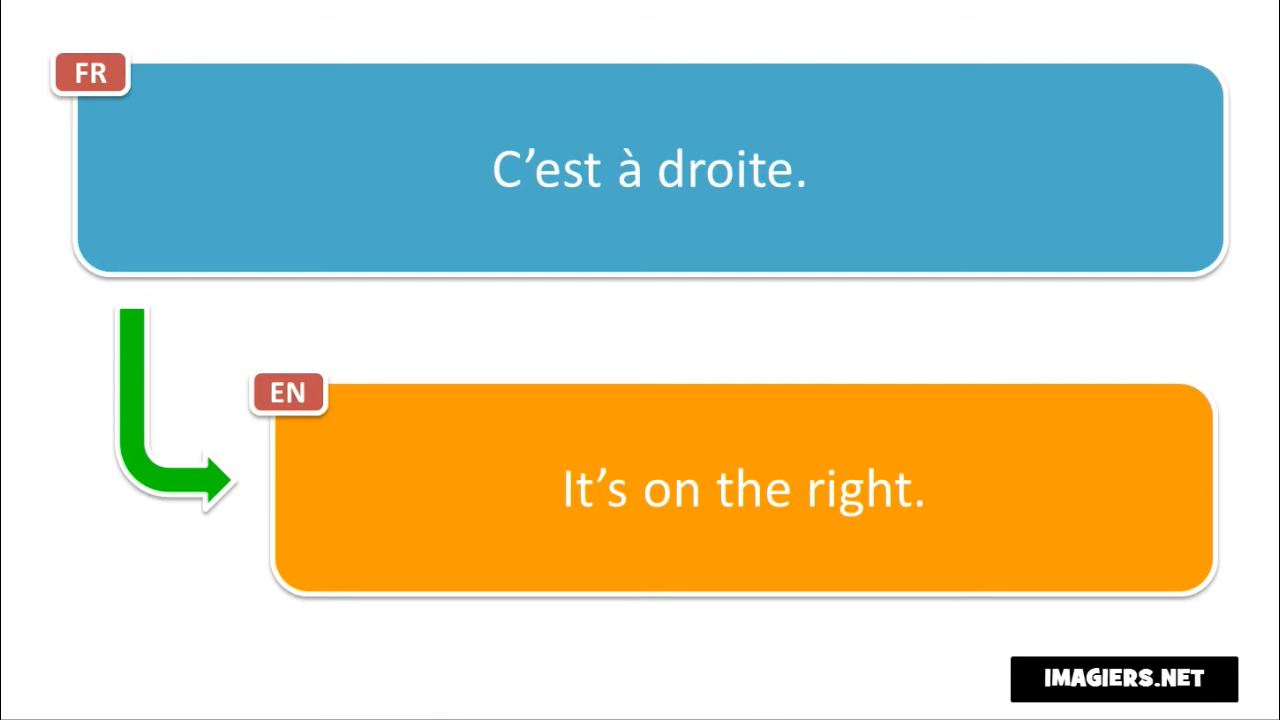 FR
C’est à droite.
EN
It’s on the right.
IMAGIERS.NET